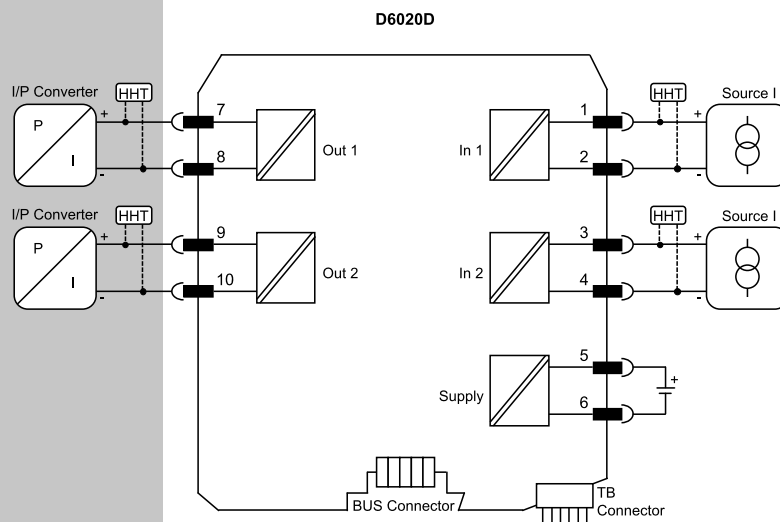 D6020D
I/P Converter
HHT
7
1
HHT
Source I
P
+
+
Out 1
In 1
I
-
8
2
-
I/P Converter
HHT
9
3
HHT
Source I
P
+
+
Out 2
In 2
I
-
10
4
-
5
+
Supply
6
BUS Connector
TB
Connector